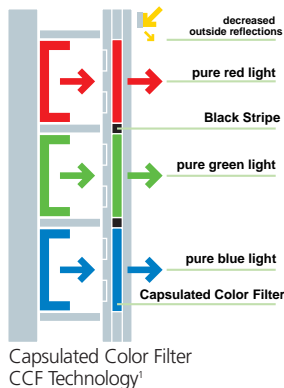 decreased
outside reflections
pure red light
Black Stripe
pure green light
pure blue light
Capsulated Color Filter
Capsulated Color Filter
CCF Technology¹